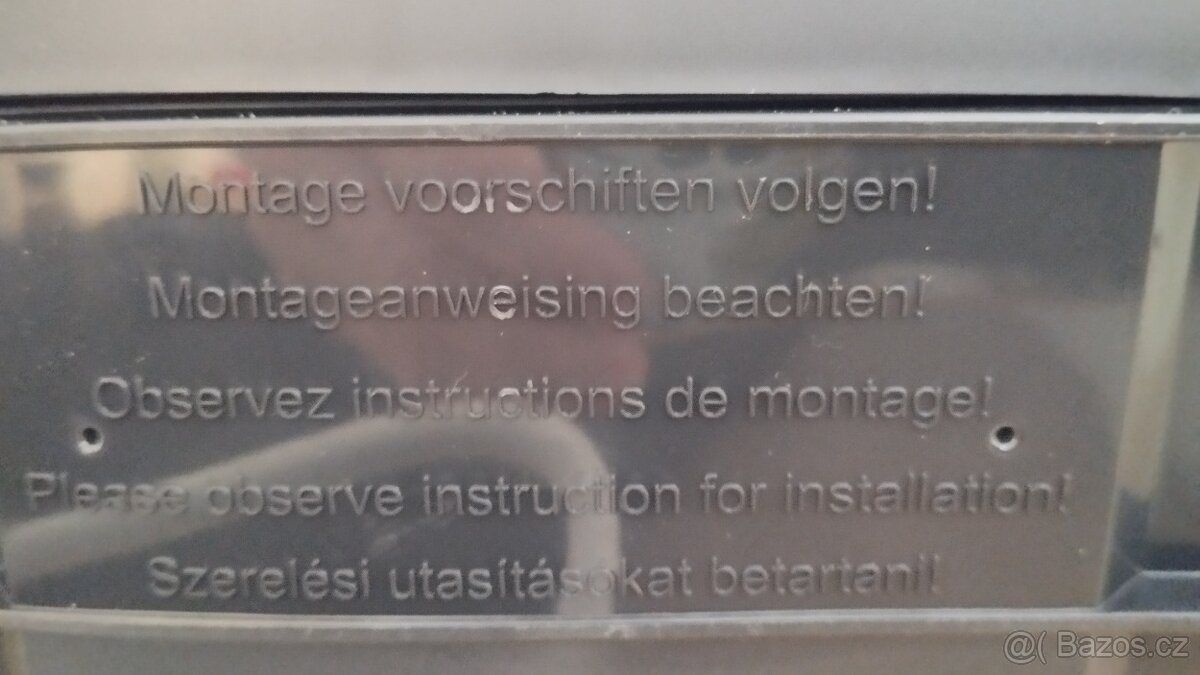 Montage voorschiften volgen!
Montageanweising beachten!
Observez instructions de montage!
Please observe instruction for installation!
Szerelési utasításokat betartani!
@( Bazos.cz